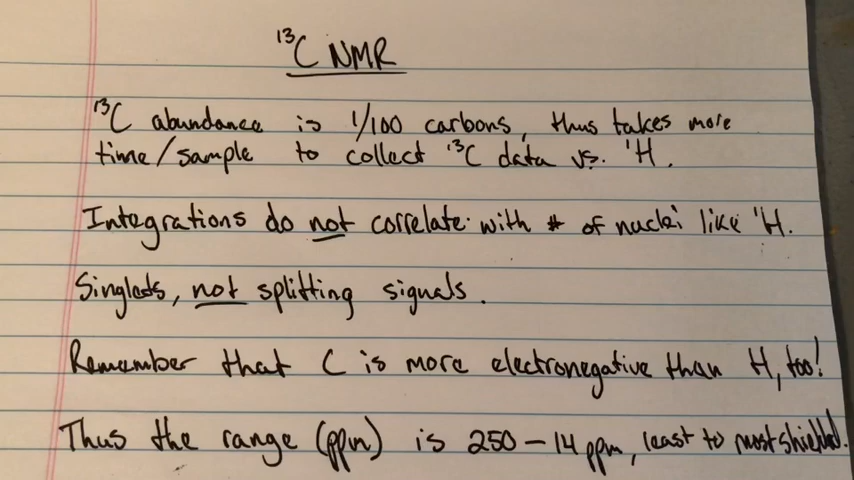 ¹³C NMR
¹³C abundance is 1/100 carbons, thus takes more
time/sample to collect ¹³C data vs. ¹H.
Integrations do not correlate with # of nuclei like ¹H.
Singlets, not splitting signals.
Remember that C is more electronegative than H, too!
Thus the range (ppm) is 250 – 14 ppm, least to most shielded.